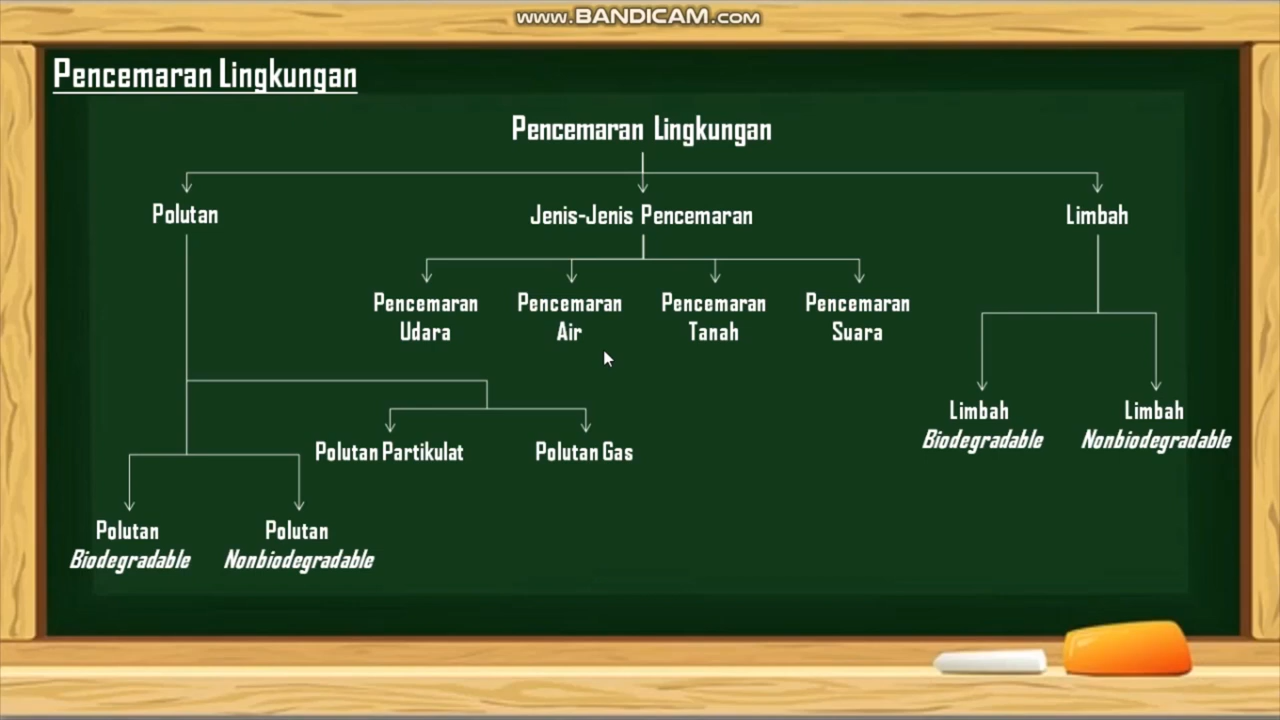 www.BANDICAM.com
Pencemaran Lingkungan
Pencemaran Lingkungan
Polutan
Jenis-Jenis Pencemaran
Limbah
Pencemaran
Udara
Pencemaran
Air
Pencemaran
Tanah
Pencemaran
Suara
Limbah
Biodegradable
Limbah
Nonbiodegradable
Polutan Partikulat
Polutan Gas
Polutan
Biodegradable
Polutan
Nonbiodegradable